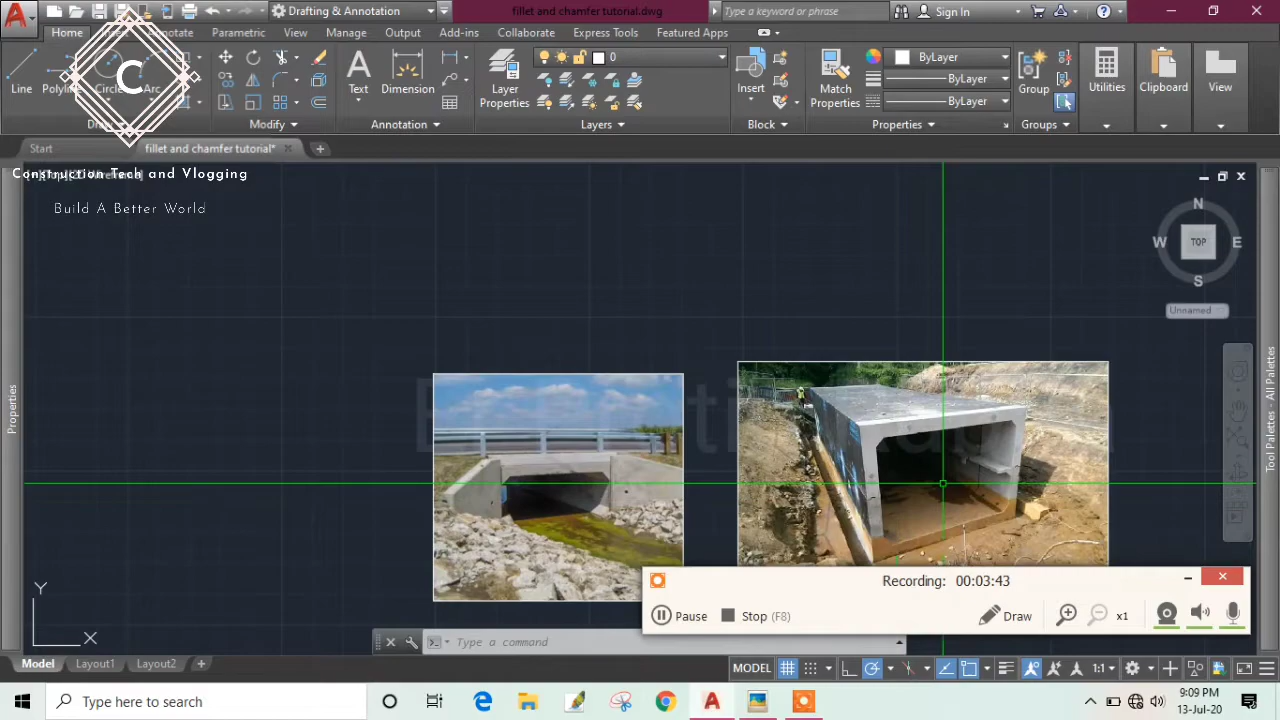 Drafting & Annotation
fillet and chamfer tutorial.dwg
Type a keyword or phrase
Sign In
Home
Annotate
Parametric
View
Manage
Output
Add-ins
Collaborate
Express Tools
Featured Apps
Line
Polyline
Circle
Arc
Text
Dimension
Layer Properties
0
Insert
Match Properties
ByLayer
ByLayer
ByLayer
Group
Utilities
Clipboard
View
Modify
Annotation
Layers
Block
Properties
Groups
C
Start
fillet and chamfer tutorial*
Construction Tech and Vlogging
Build A Better World
N
W
TOP
E
S
Unnamed
Properties
Tool Palettes - All Palettes
Y
X
Recording: 00:03:43
Pause
Stop (F8)
Draw
x1
Type a command
Model
Layout1
Layout2
MODEL
1:1
Type here to search
9:09 PM
13-Jul-20